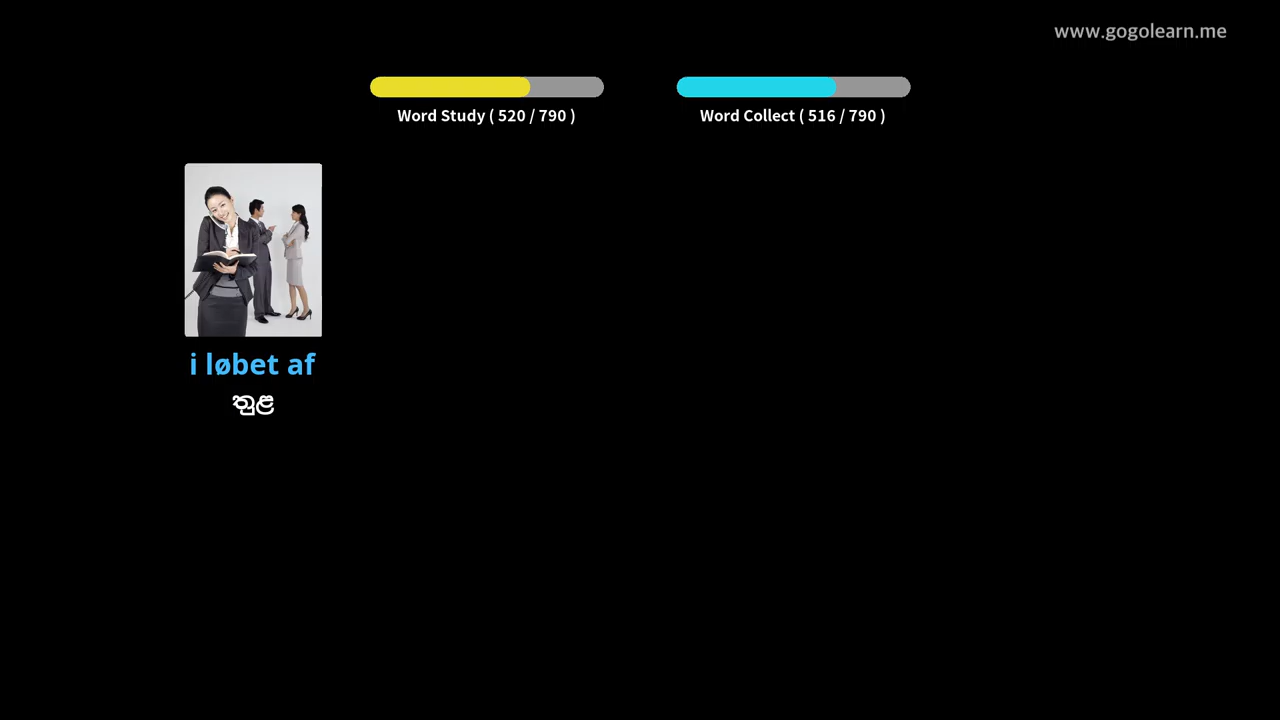 www.gogolearn.me
Word Study ( 520 / 790 )
Word Collect ( 516 / 790 )
i løbet af
තුළ